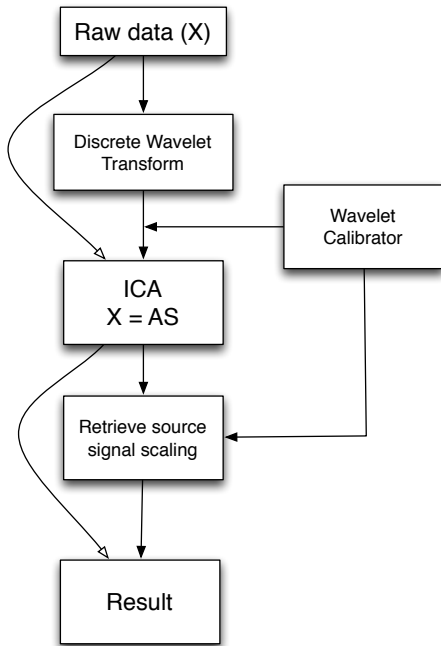 Raw data (X)
Discrete Wavelet
Transform
Wavelet
Calibrator
ICA
X = AS
Retrieve source
signal scaling
Result